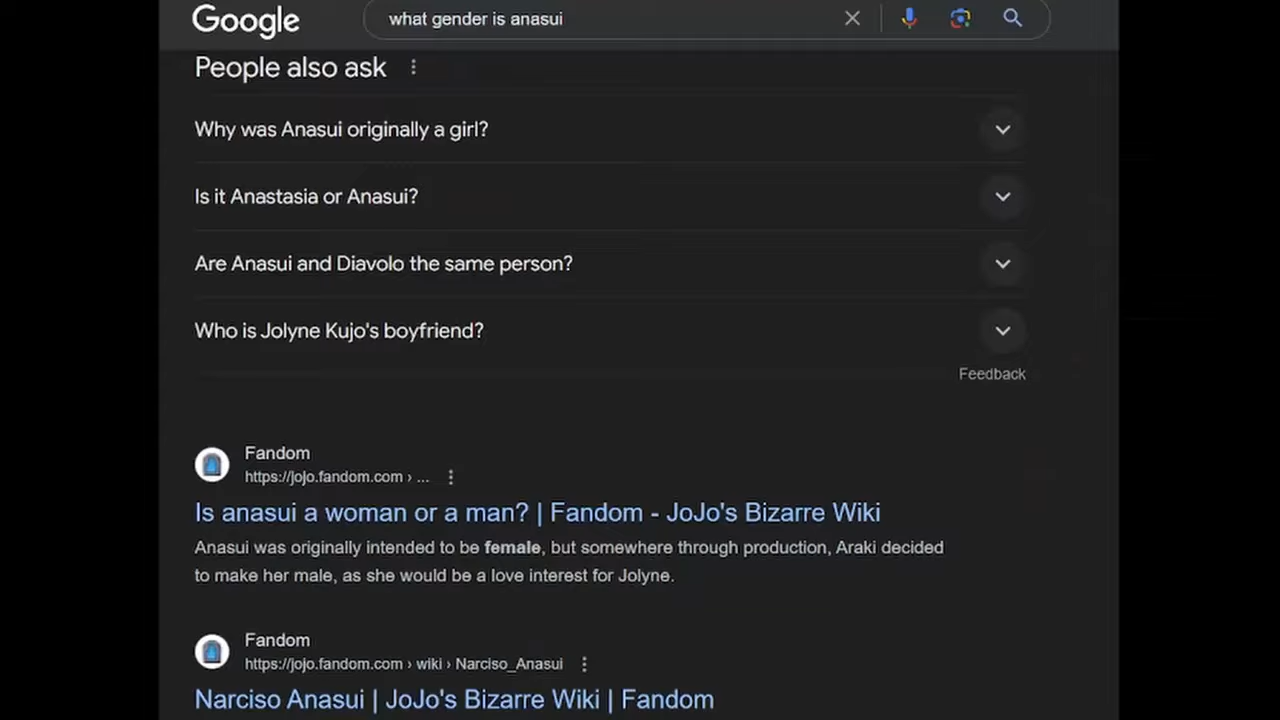 Google
what gender is anasui
People also ask
Why was Anasui originally a girl?
Is it Anastasia or Anasui?
Are Anasui and Diavolo the same person?
Who is Jolyne Kujo's boyfriend?
Feedback
Fandom
https://jojo.fandom.com › ...
Is anasui a woman or a man? | Fandom - JoJo's Bizarre Wiki
Anasui was originally intended to be female, but somewhere through production, Araki decided
to make her male, as she would be a love interest for Jolyne.
Fandom
https://jojo.fandom.com › wiki › Narciso_Anasui
Narciso Anasui | JoJo's Bizarre Wiki | Fandom